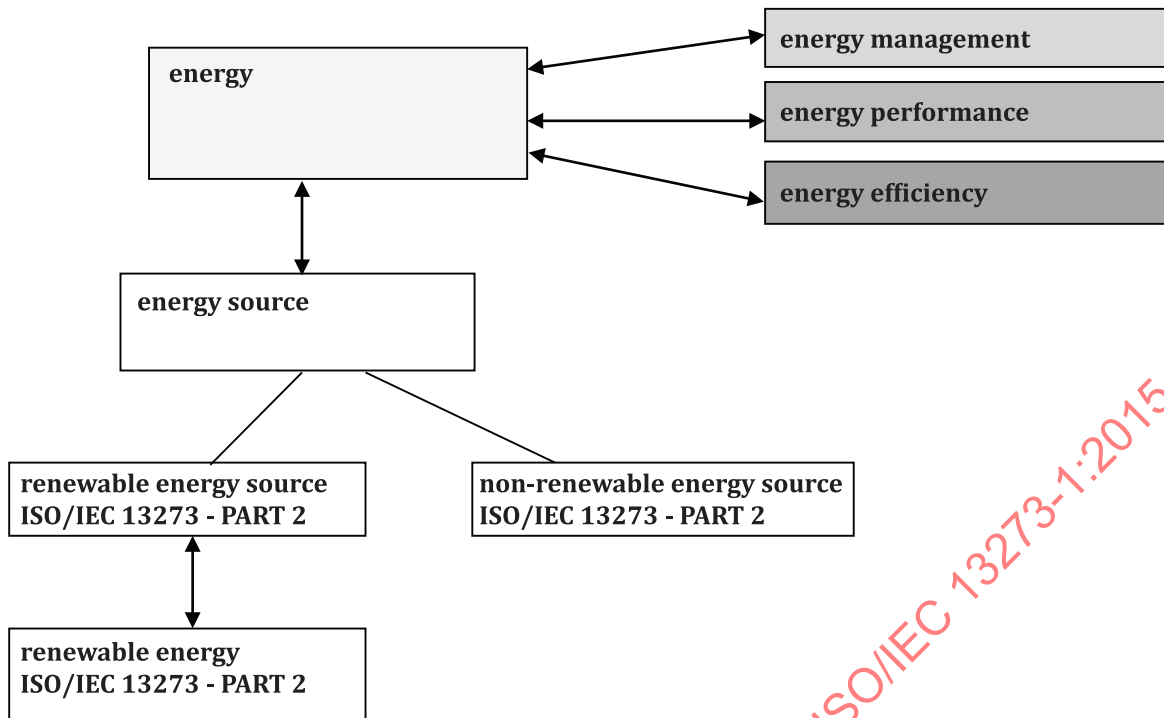 energy
energy management
energy performance
energy efficiency
energy source
renewable energy source
ISO/IEC 13273 - PART 2
non-renewable energy source
ISO/IEC 13273 - PART 2
renewable energy
ISO/IEC 13273 - PART 2
ISO/IEC 13273-1:2015